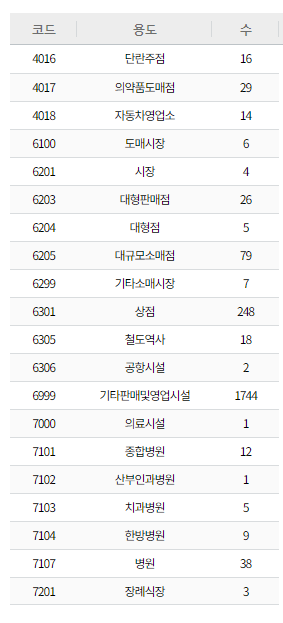 코드 용도 수
4016 단란주점 16
4017 의약품도매점 29
4018 자동차영업소 14
6100 도매시장 6
6201 시장 4
6203 대형판매점 26
6204 대형점 5
6205 대규모소매점 79
6299 기타소매시장 7
6301 상점 248
6305 철도역사 18
6306 공항시설 2
6999 기타판매및영업시설 1744
7000 의료시설 1
7101 종합병원 12
7102 산부인과병원 1
7103 치과병원 5
7104 한방병원 9
7107 병원 38
7201 장례식장 3